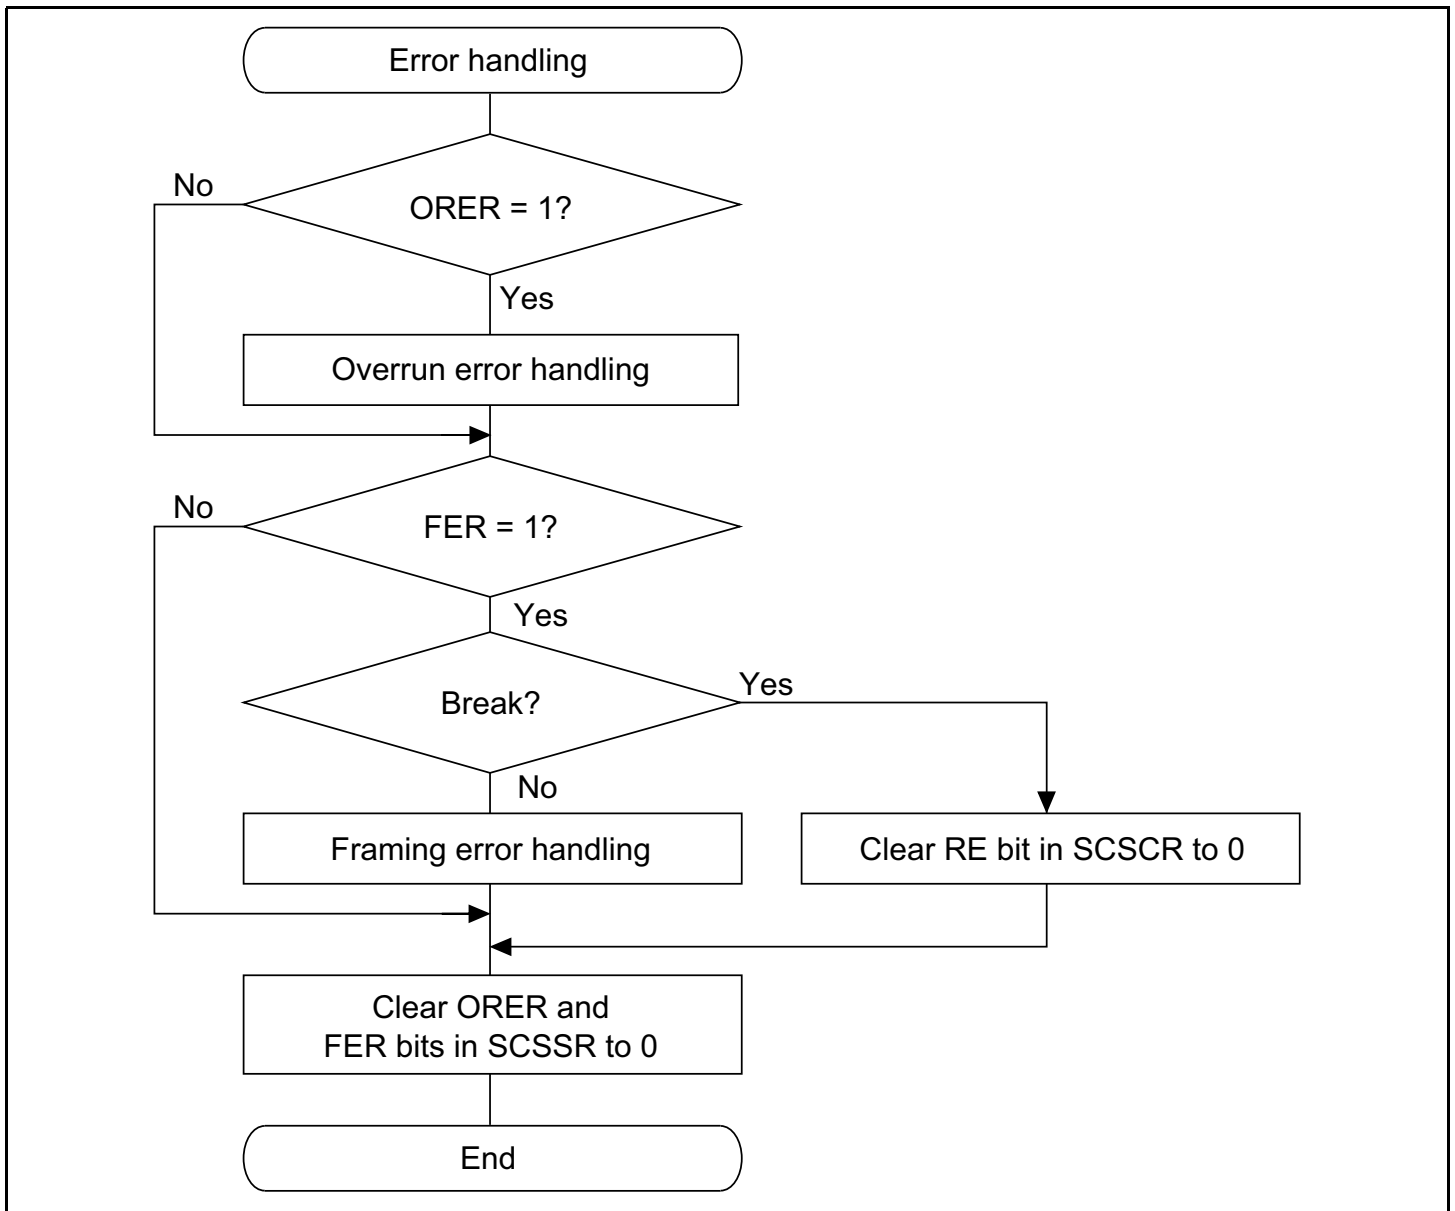 Error handling
No
ORER = 1?
Yes
Overrun error handling
No
FER = 1?
Yes
Break?
Yes
No
Framing error handling
Clear RE bit in SCSCR to 0
Clear ORER and
FER bits in SCSSR to 0
End